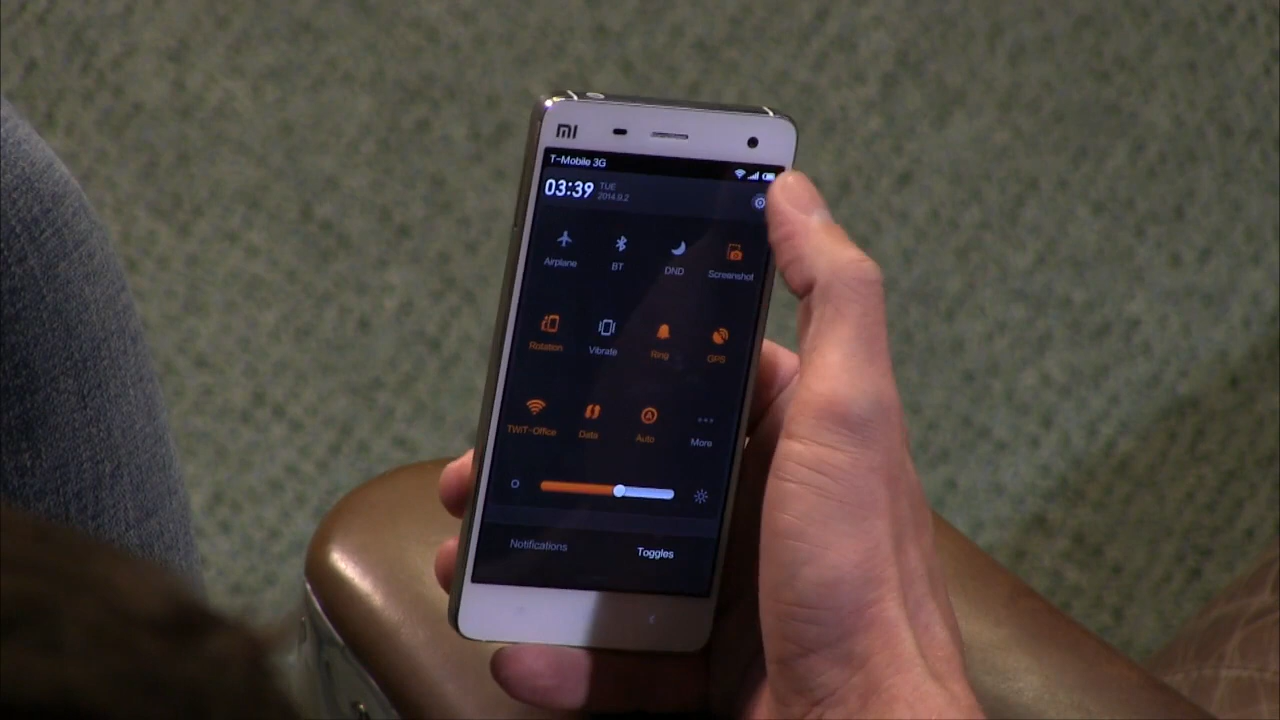 MI
T-Mobile 3G
03:39 TUE
2014.9.2
Airplane BT DND Screenshot
Rotation Vibrate Ring GPS
TWiT-Office Data Auto More
Notifications Toggles